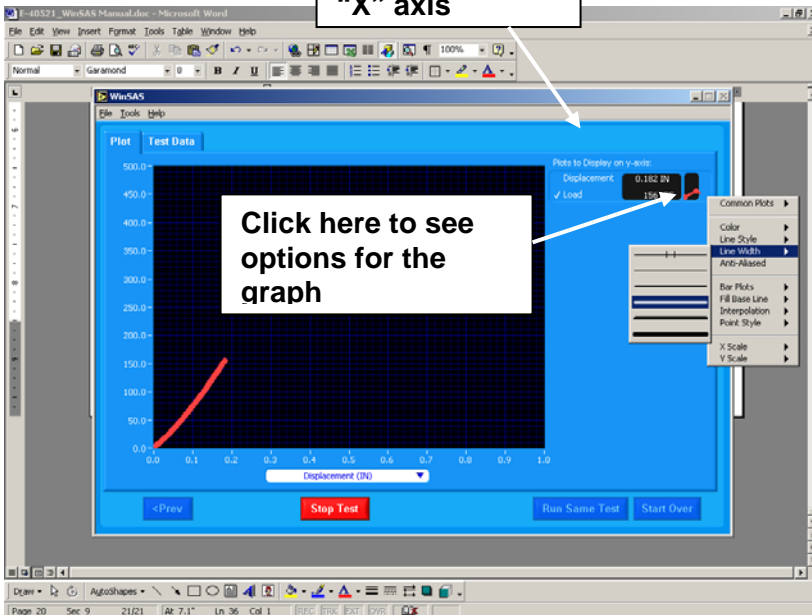 “X” axis
E-40521_WinSAS Manual.doc - Microsoft Word
File Edit View Insert Format Tools Table Window Help
100%
Normal Garamond 0 B I U
WinSAS
File Tools Help
Plot Test Data
Plots to Display on y-axis:
Displacement 0.182 IN
Load 156
Click here to see
options for the
graph
Common Plots
Color
Line Style
Line Width
Anti-Aliased
Bar Plots
Fill Base Line
Interpolation
Point Style
X Scale
Y Scale
500.0
450.0
400.0
350.0
300.0
250.0
200.0
150.0
100.0
50.0
0.0
0.0 0.1 0.2 0.3 0.4 0.5 0.6 0.7 0.8 0.9 1.0
Displacement (IN)
<Prev Stop Test Run Same Test Start Over
Draw AutoShapes
Page 20 Sec 9 21/21 At 7.1" Ln 36 Col 1 REC TRK EXT OVR